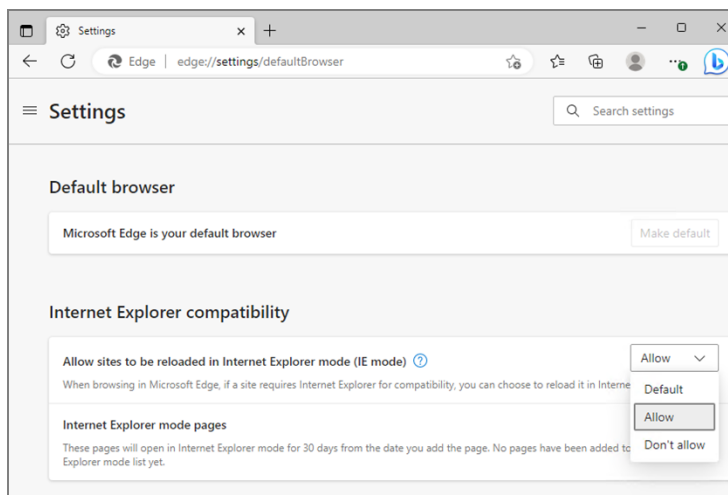 Settings
Edge | edge://settings/defaultBrowser
Settings
Search settings
Default browser
Microsoft Edge is your default browser
Make default
Internet Explorer compatibility
Allow sites to be reloaded in Internet Explorer mode (IE mode) ?
Allow
When browsing in Microsoft Edge, if a site requires Internet Explorer for compatibility, you can choose to reload it in Interne
Default
Allow
Don't allow
Internet Explorer mode pages
These pages will open in Internet Explorer mode for 30 days from the date you add the page. No pages have been added to
Explorer mode list yet.